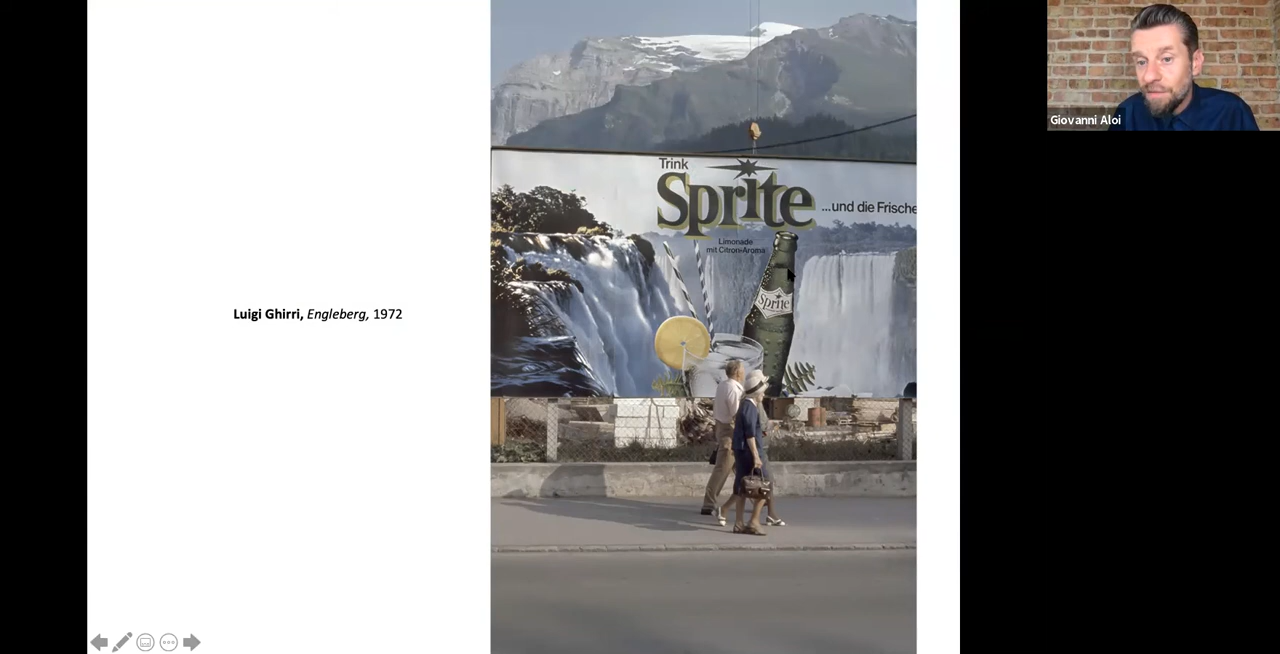 Trink
Sprite
...und die Frische
Limonade
mit Citron-Aroma
Sprite
Luigi Ghirri, Engleberg, 1972
Giovanni Aloi